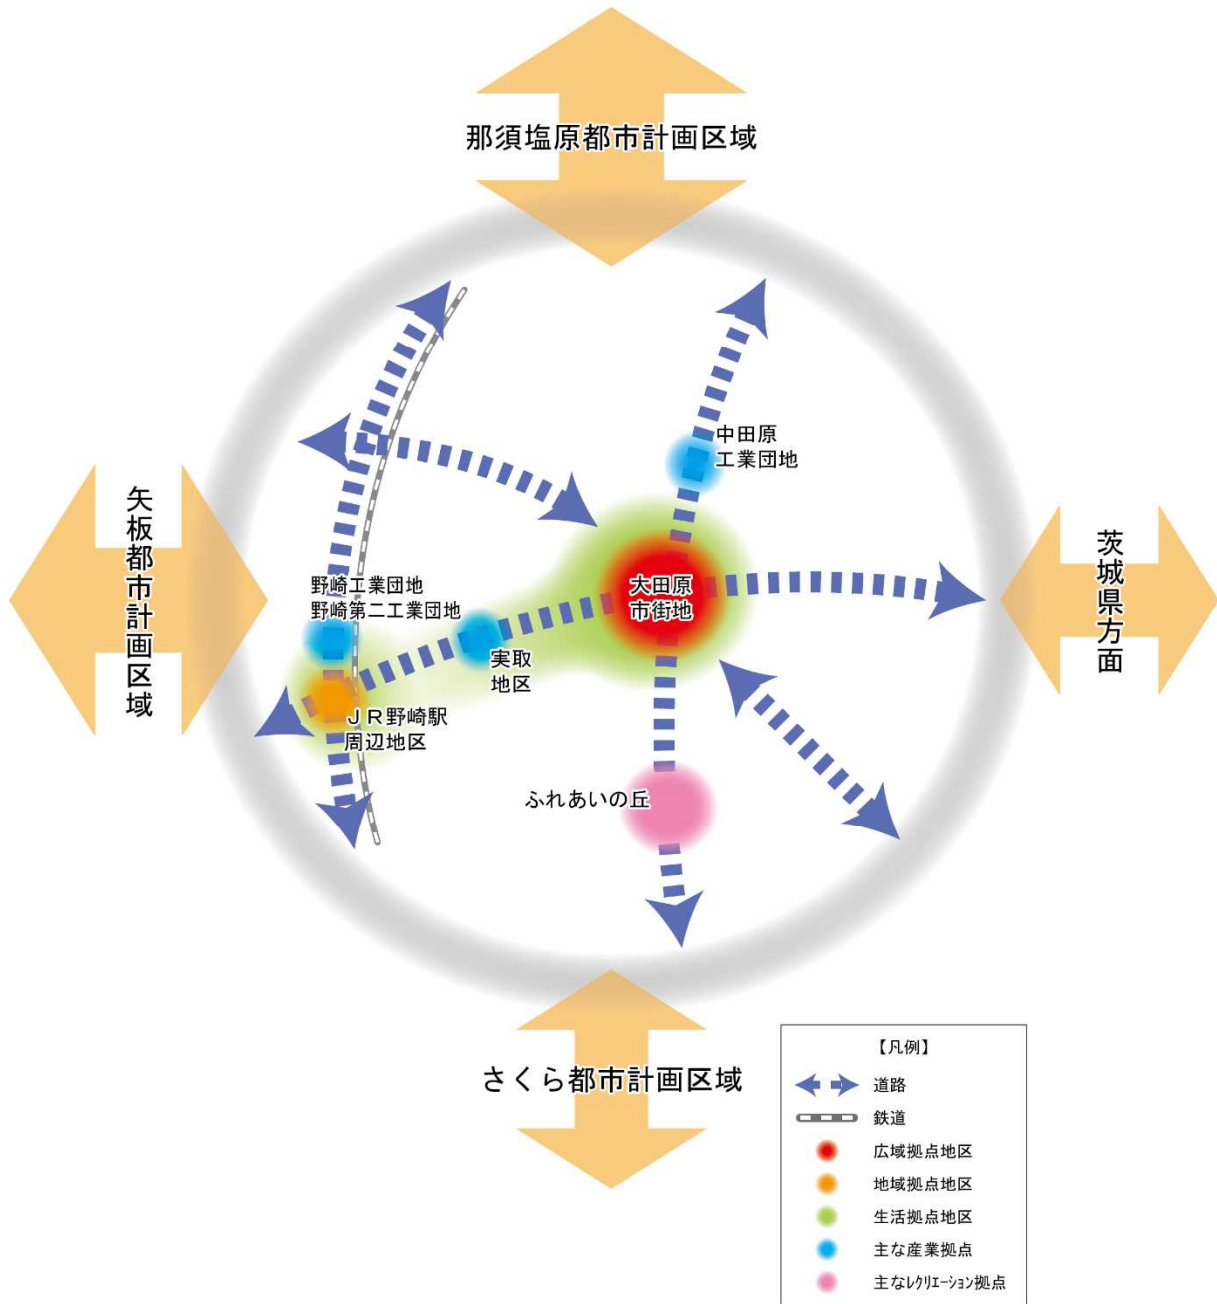 那須塩原都市計画区域
中田原
工業団地
矢板都市計画区域
野崎工業団地
野崎第二工業団地
大田原
市街地
茨城県方面
実取
地区
ＪＲ野崎駅
周辺地区
ふれあいの丘
さくら都市計画区域
【凡例】
道路
鉄道
広域拠点地区
地域拠点地区
生活拠点地区
主な産業拠点
主なﾚｸﾘｴｰｼｮﾝ拠点